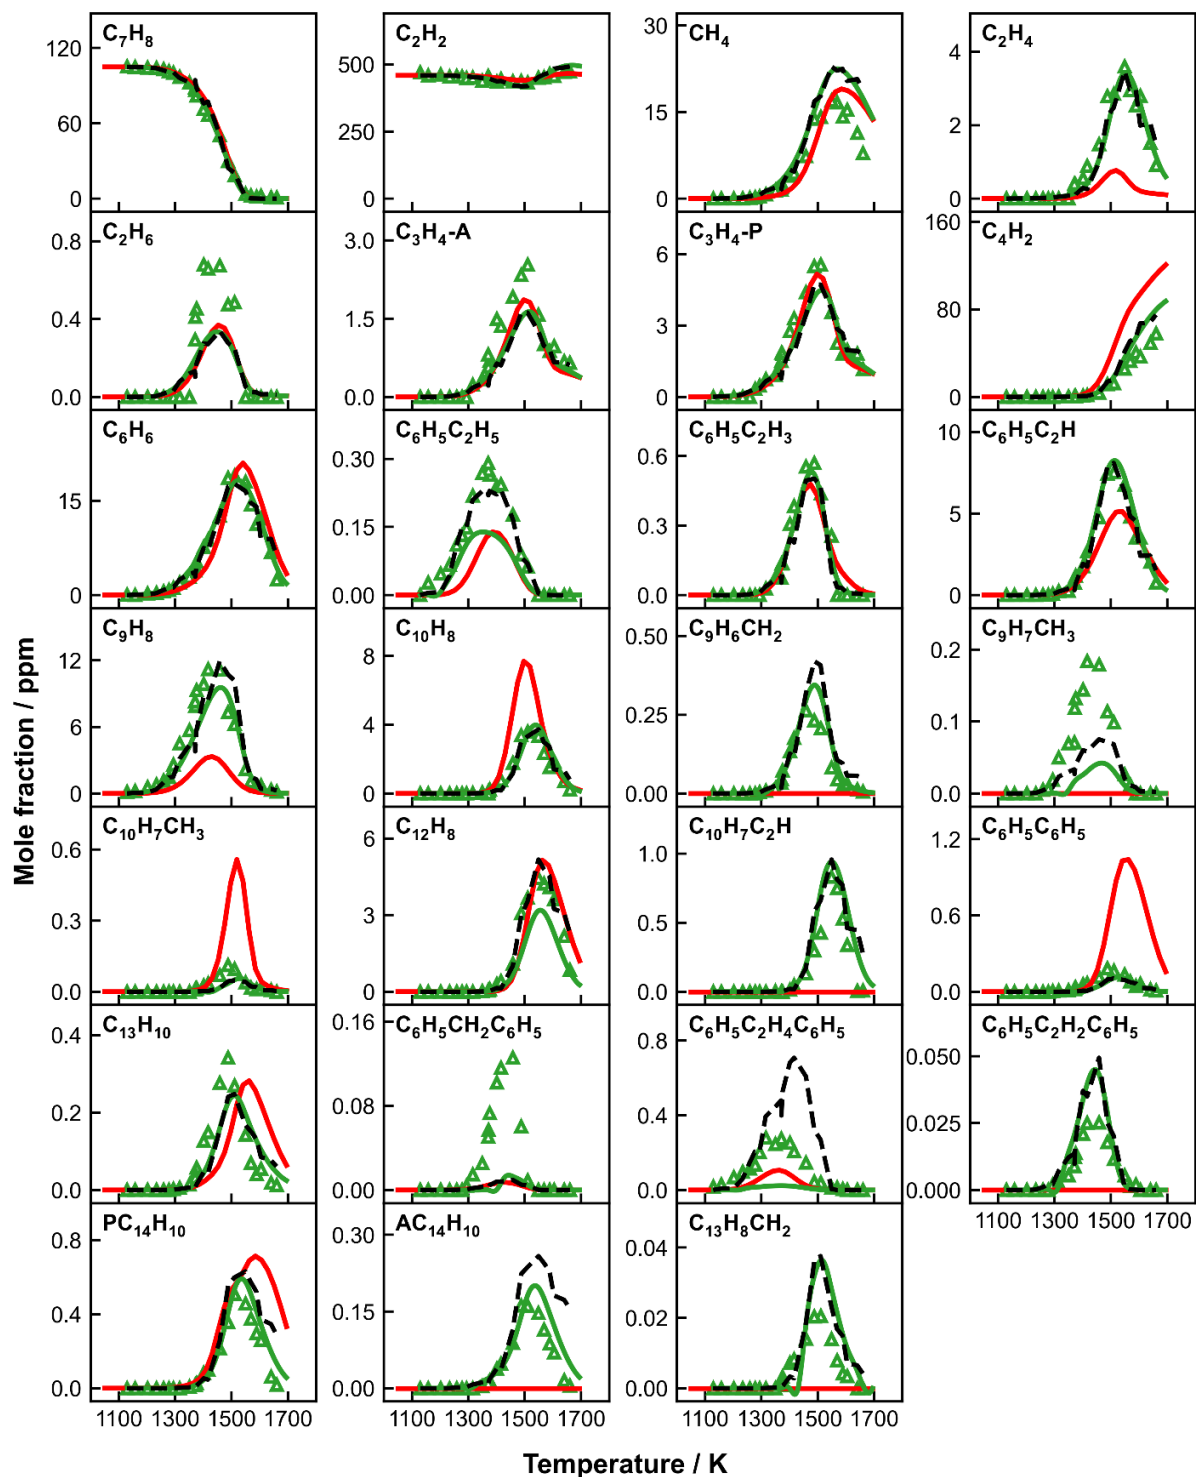 C7H8
C2H2
CH4
C2H4
120
60
0
500
250
0
30
15
0
4
2
0
C2H6
C3H4-A
C3H4-P
C4H2
0.8
0.4
0.0
3.0
1.5
0.0
6
3
0
160
80
0
C6H6
C6H5C2H5
C6H5C2H3
C6H5C2H
15
0
0.30
0.15
0.00
0.6
0.3
0.0
10
5
0
C9H8
C10H8
C9H6CH2
C9H7CH3
12
6
0
8
4
0
0.50
0.25
0.00
0.2
0.1
0.0
C10H7CH3
C12H8
C10H7C2H
C6H5C6H5
0.6
0.3
0.0
6
3
0
1.0
0.5
0.0
1.2
0.6
0.0
C13H10
C6H5CH2C6H5
C6H5C2H4C6H5
C6H5C2H2C6H5
0.4
0.2
0.0
0.16
0.08
0.00
0.8
0.4
0.0
0.050
0.025
0.000
1100 1300 1500 1700
PC14H10
AC14H10
C13H8CH2
0.8
0.4
0.0
0.30
0.15
0.00
0.04
0.02
0.00
1100 1300 1500 1700
1100 1300 1500 1700
1100 1300 1500 1700
Mole fraction / ppm
Temperature / K